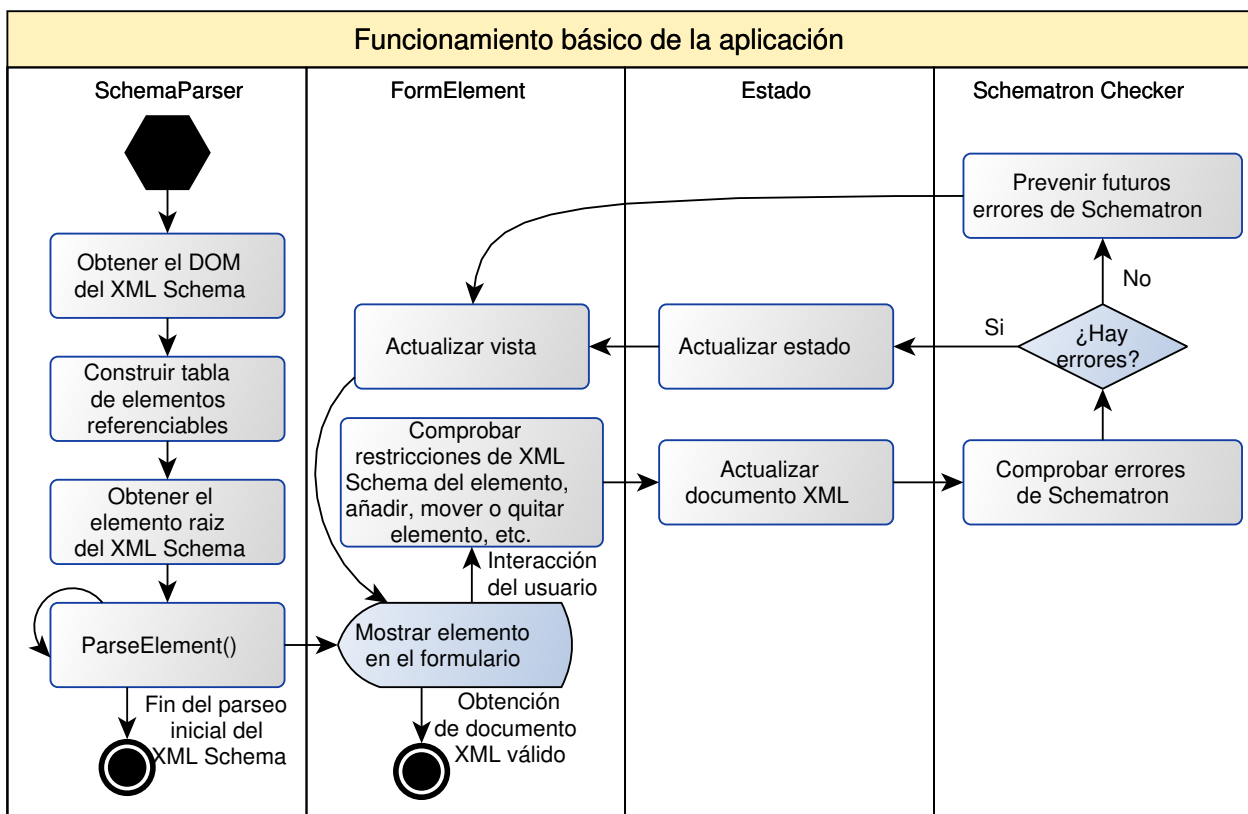 Funcionamiento básico de la aplicación
SchemaParser
FormElement
Estado
Schematron Checker
Obtener el DOM
del XML Schema
Construir tabla
de elementos
referenciables
Obtener el
elemento raiz
del XML Schema
ParseElement()
Fin del parseo
inicial del
XML Schema
Actualizar vista
Comprobar
restricciones de XML
Schema del elemento,
añadir, mover o quitar
elemento, etc.
Interacción
del usuario
Mostrar elemento
en el formulario
Obtención
de documento
XML válido
Actualizar estado
Actualizar
documento XML
Prevenir futuros
errores de Schematron
No
Si
¿Hay
errores?
Comprobar errores
de Schematron